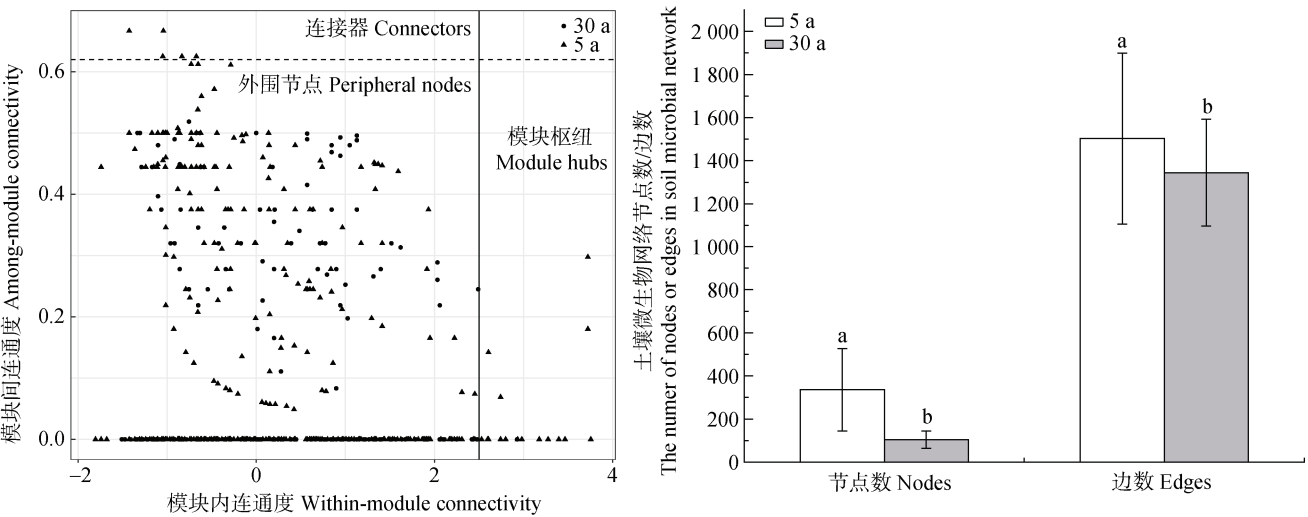 连接器 Connectors
30 a
5 a
外围节点 Peripheral nodes
模块枢纽
Module hubs
模块间连通度 Among-module connectivity
0.6
0.4
0.2
0.0
−2
0
2
4
模块内连通度 Within-module connectivity
土壤微生物网络节点数/边数
The numer of nodes or edges in soil microbial network
2 000
1 800
1 600
1 400
1 200
1 000
800
600
400
200
0
5 a
30 a
a
b
a
b
节点数 Nodes
边数 Edges